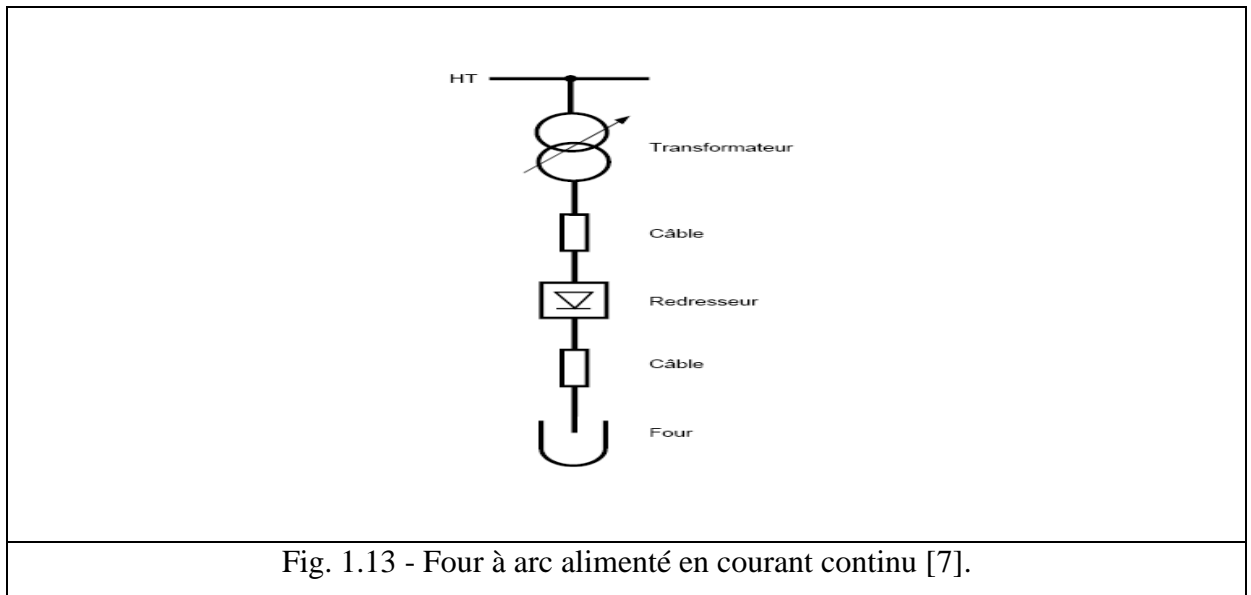 HT
Transformateur
Câble
Redresseur
Câble
Four
Fig. 1.13 - Four à arc alimenté en courant continu [7].